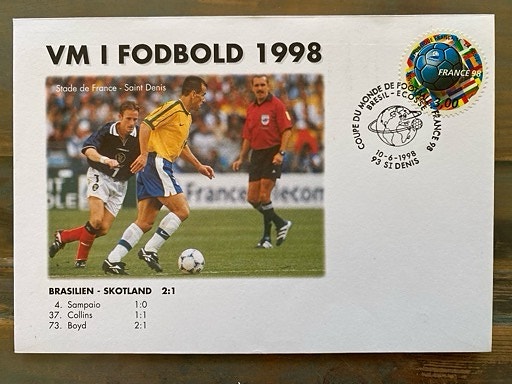 VM I FODBOLD 1998
Stade de France - Saint Denis
FRANCE 98
3,00
COUPE DU MONDE DE FOOTBALL FRANCE 98
BRESIL - ECOSSE
10-6-1998
93 ST DENIS
France Telecom
BRASILIEN - SKOTLAND 2:1
4. Sampaio 1:0
37. Collins 1:1
73. Boyd 2:1